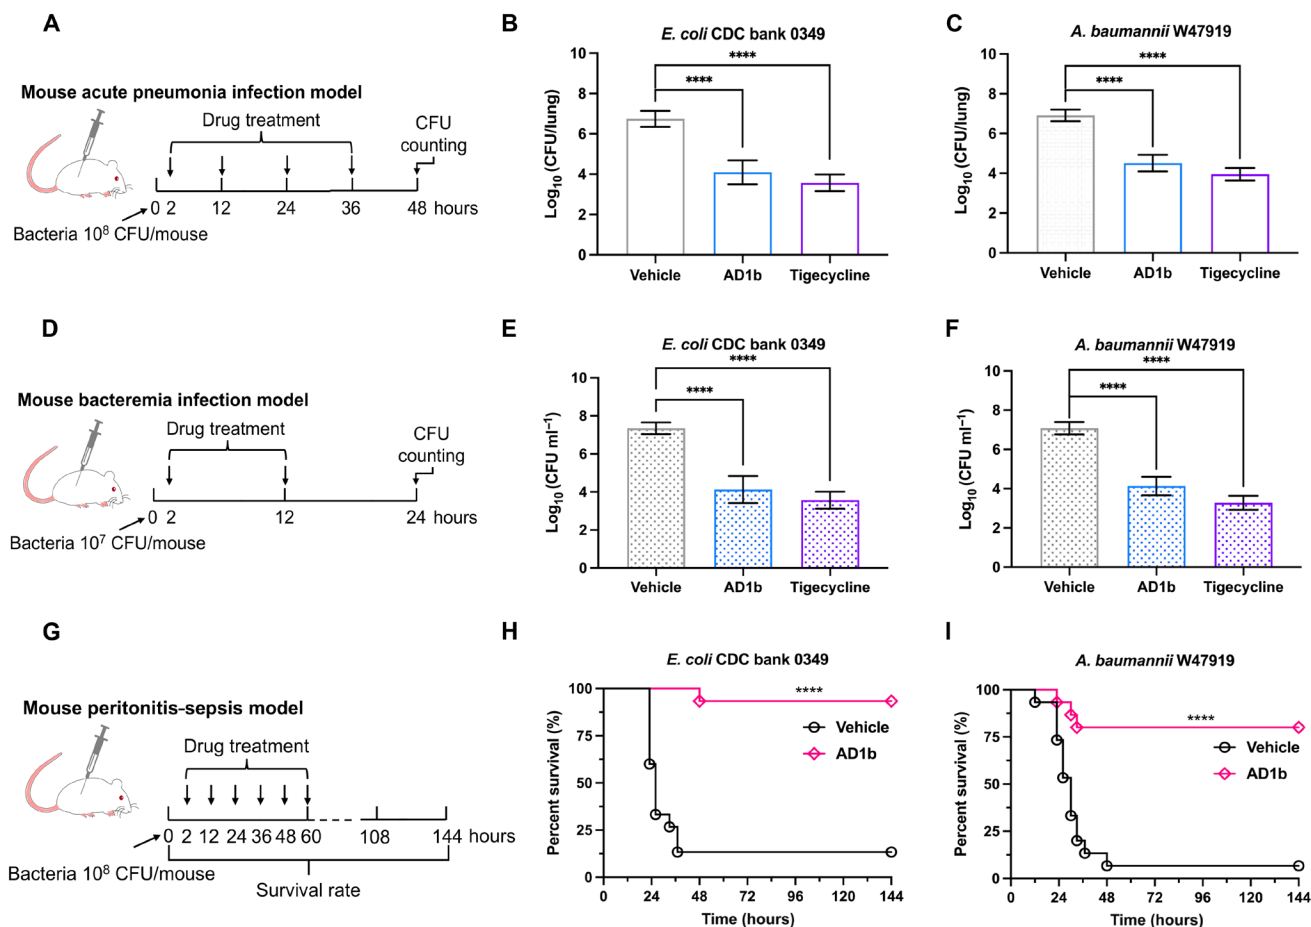 A
Mouse acute pneumonia infection model
Drug treatment
CFU
counting
0 2 12 24 36 48 hours
Bacteria 10⁸ CFU/mouse
B
E. coli CDC bank 0349
Log₁₀ (CFU/lung)
10
8
6
4
2
0
****
****
Vehicle AD1b Tigecycline
C
A. baumannii W47919
Log₁₀ (CFU/lung)
10
8
6
4
2
0
****
****
Vehicle AD1b Tigecycline
D
Mouse bacteremia infection model
Drug treatment
CFU
counting
0 2 12 24 hours
Bacteria 10⁷ CFU/mouse
E
E. coli CDC bank 0349
Log₁₀ (CFU ml⁻¹)
10
8
6
4
2
0
****
****
Vehicle AD1b Tigecycline
F
A. baumannii W47919
Log₁₀ (CFU ml⁻¹)
10
8
6
4
2
0
****
****
Vehicle AD1b Tigecycline
G
Mouse peritonitis-sepsis model
Drug treatment
0 2 12 24 36 48 60 108 144 hours
Bacteria 10⁸ CFU/mouse
Survival rate
H
E. coli CDC bank 0349
Percent survival (%)
100
75
50
25
0
****
Vehicle
AD1b
0 24 48 72 96 120 144
Time (hours)
I
A. baumannii W47919
Percent survival (%)
100
75
50
25
0
****
Vehicle
AD1b
0 24 48 72 96 120 144
Time (hours)